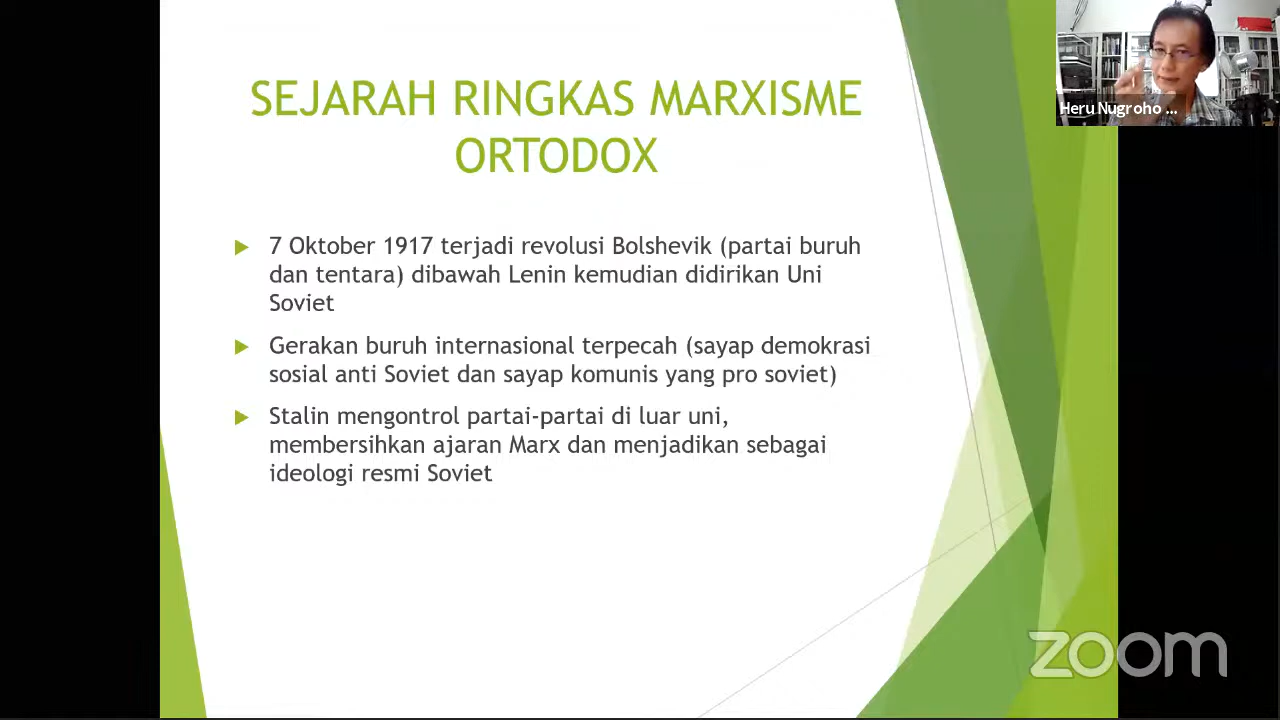 SEJARAH RINGKAS MARXISME
ORTODOX
7 Oktober 1917 terjadi revolusi Bolshevik (partai buruh
dan tentara) dibawah Lenin kemudian didirikan Uni
Soviet
Gerakan buruh internasional terpecah (sayap demokrasi
sosial anti Soviet dan sayap komunis yang pro soviet)
Stalin mengontrol partai-partai di luar uni,
membersihkan ajaran Marx dan menjadikan sebagai
ideologi resmi Soviet
Heru Nugroho ...
zoom